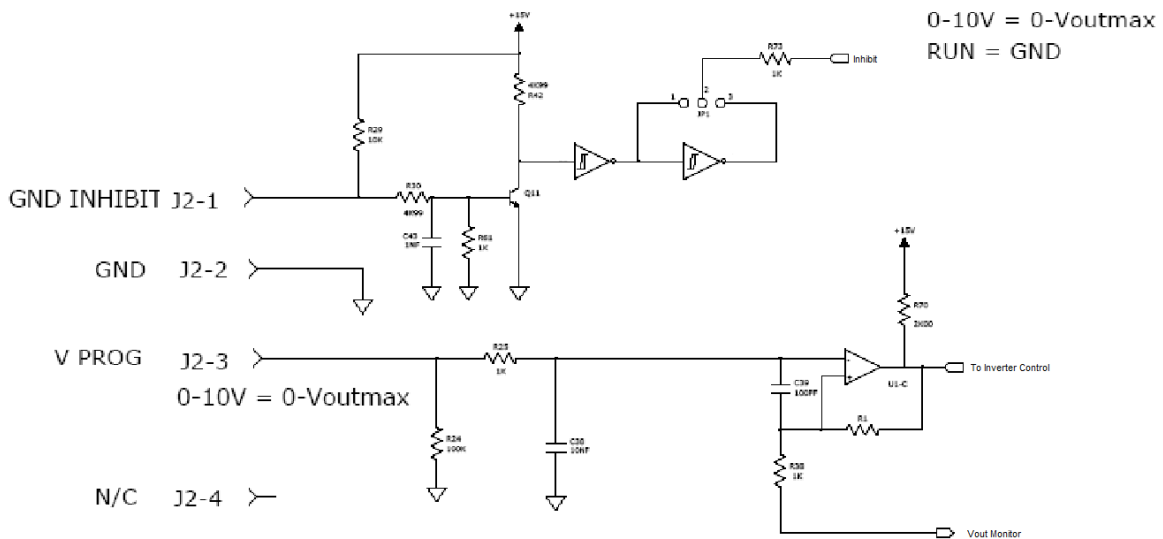 +15V
0-10V = 0-Voutmax
RUN = GND
R73
1K
Inhibit
4K99
R42
1 2 3
JP1
R29
10K
GND INHIBIT J2-1
R30
4K99
Q11
C43
1NF
R61
1K
GND J2-2
+15V
R70
2K00
V PROG J2-3
R25
1K
0-10V = 0-Voutmax
-
+
U1-C
To Inverter Control
C39
100PF
R1
R24
100K
C38
10NF
R38
1K
N/C J2-4
Vout Monitor